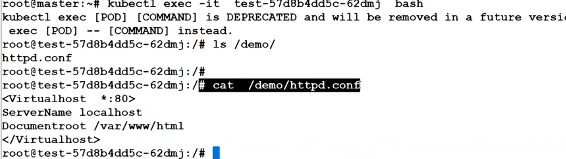 root@master:~# kubectl exec -it  test-57d8b4dd5c-62dmj  bash
kubectl exec [POD] [COMMAND] is DEPRECATED and will be removed in a future versio
 exec [POD] -- [COMMAND] instead.
root@test-57d8b4dd5c-62dmj:/# ls /demo/
httpd.conf
root@test-57d8b4dd5c-62dmj:/#
root@test-57d8b4dd5c-62dmj:/# cat  /demo/httpd.conf
<Virtualhost  *:80>
ServerName localhost
Documentroot /var/www/html
</Virtualhost>
root@test-57d8b4dd5c-62dmj:/#